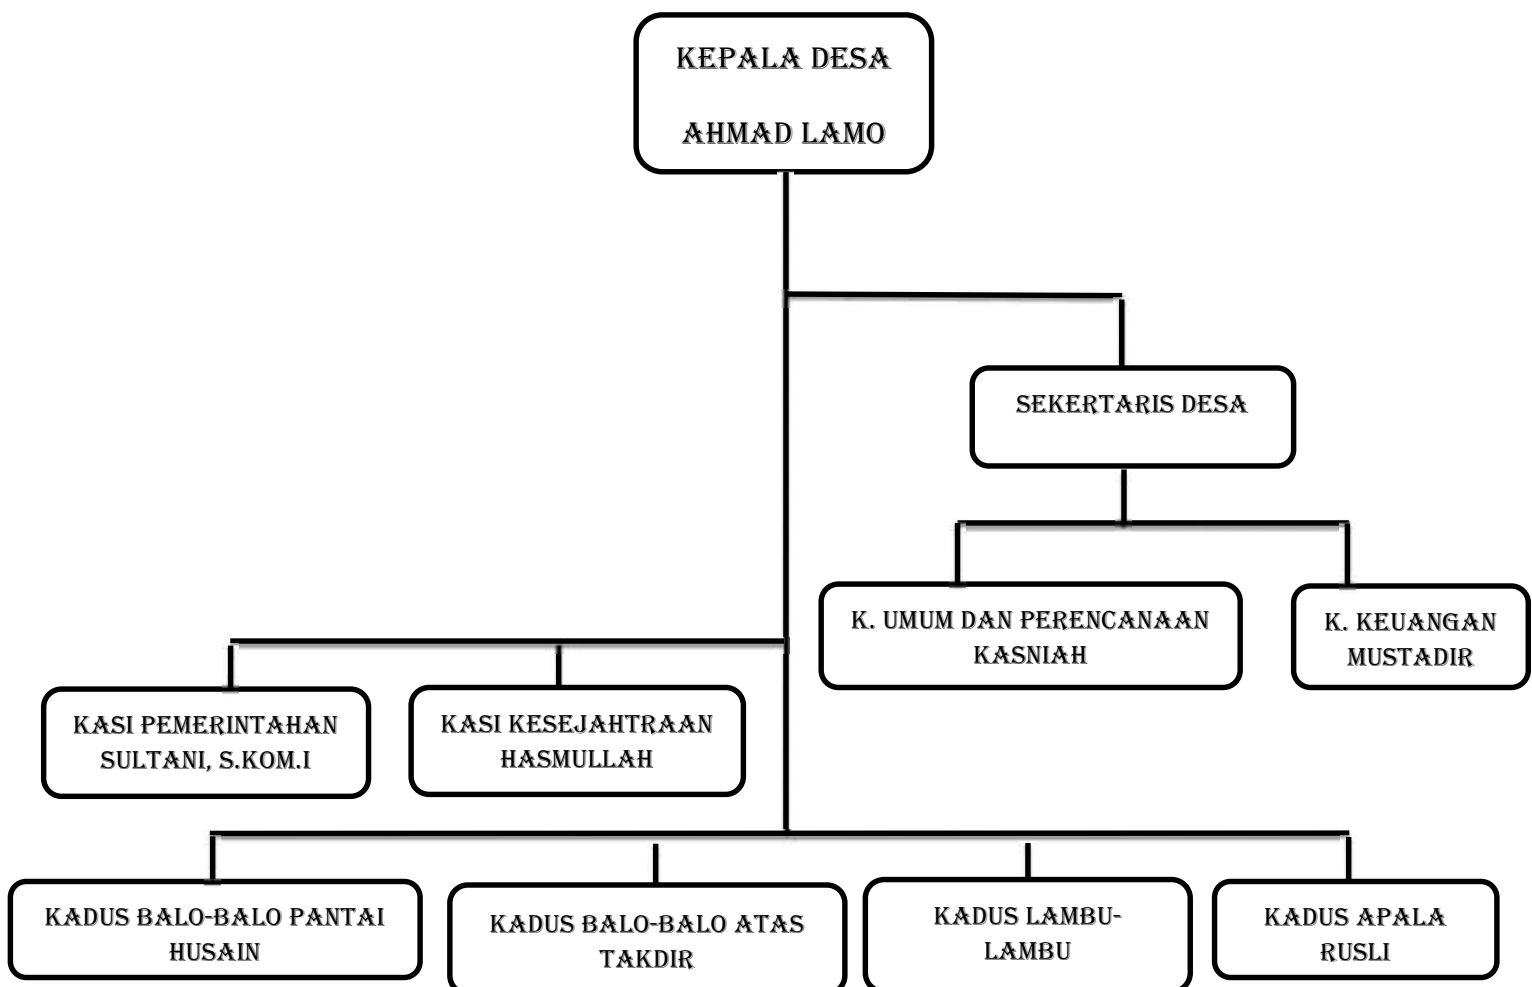 KEPALA DESA
AHMAD LAMO
SEKERTARIS DESA
K. UMUM DAN PERENCANAAN
KASNIAH
K. KEUANGAN
MUSTADIR
KASI PEMERINTAHAN
SULTANI, S.KOM.I
KASI KESEJAHTRAAN
HASMULLAH
KADUS BALO-BALO PANTAI
HUSAIN
KADUS BALO-BALO ATAS
TAKDIR
KADUS LAMBU-
LAMBU
KADUS APALA
RUSLI